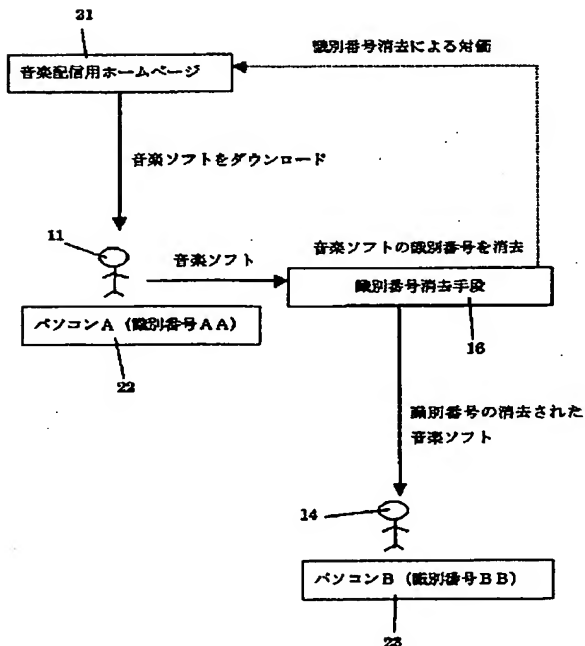 21
識別番号消去による対価
音楽配信用ホームページ
音楽ソフトをダウンロード
11
音楽ソフト
音楽ソフトの識別番号を消去
識別番号消去手段
パソコンA（識別番号AA）
16
22
識別番号の消去された
音楽ソフト
14
パソコンB（識別番号BB）
23